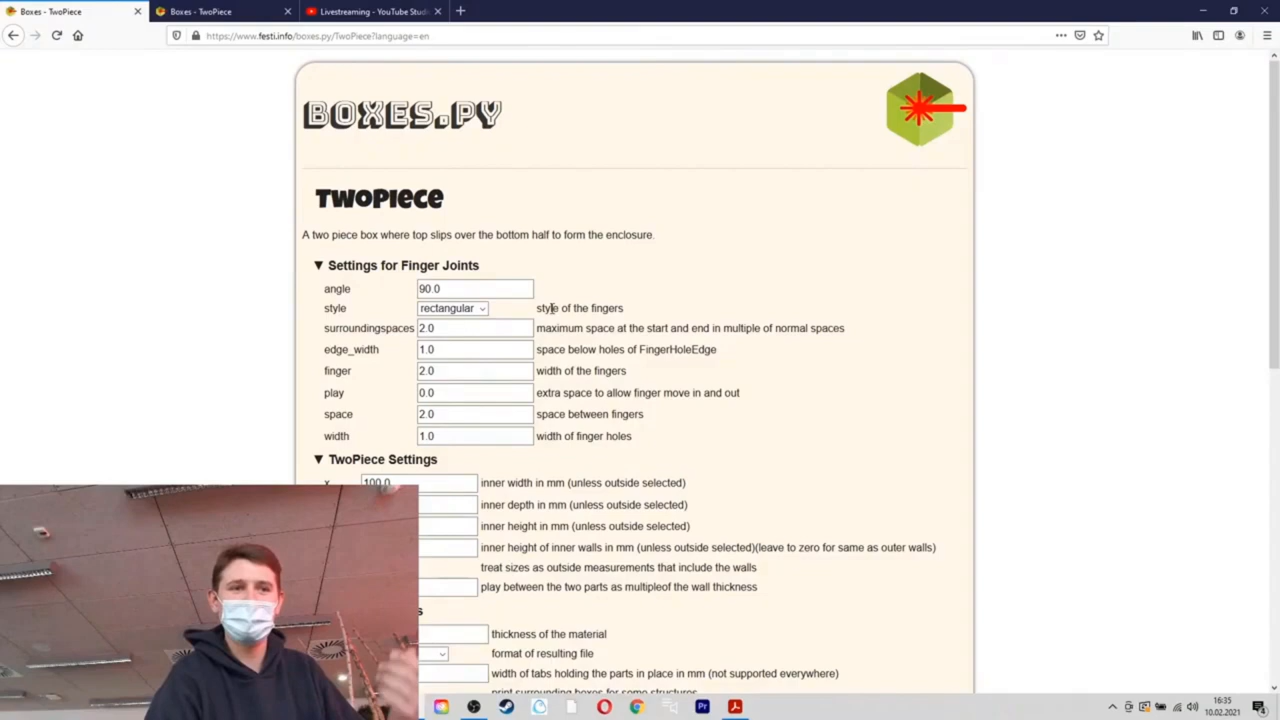 Boxes - TwoPiece
Boxes - TwoPiece
Livestreaming - YouTube Studi
https://www.festi.info/boxes.py/TwoPiece?language=en
BOXES.PY
TwoPiece
A two piece box where top slips over the bottom half to form the enclosure.
▼ Settings for Finger Joints
angle 90.0
style rectangular style of the fingers
surroundingspaces 2.0 maximum space at the start and end in multiple of normal spaces
edge_width 1.0 space below holes of FingerHoleEdge
finger 2.0 width of the fingers
play 0.0 extra space to allow finger move in and out
space 2.0 space between fingers
width 1.0 width of finger holes
▼ TwoPiece Settings
x 100.0 inner width in mm (unless outside selected)
inner depth in mm (unless outside selected)
inner height in mm (unless outside selected)
inner height of inner walls in mm (unless outside selected)(leave to zero for same as outer walls)
treat sizes as outside measurements that include the walls
play between the two parts as multipleof the wall thickness
s
thickness of the material
format of resulting file
width of tabs holding the parts in place in mm (not supported everywhere)
print surrounding boxes for some structures
Pr
16:35
10.02.2021
4